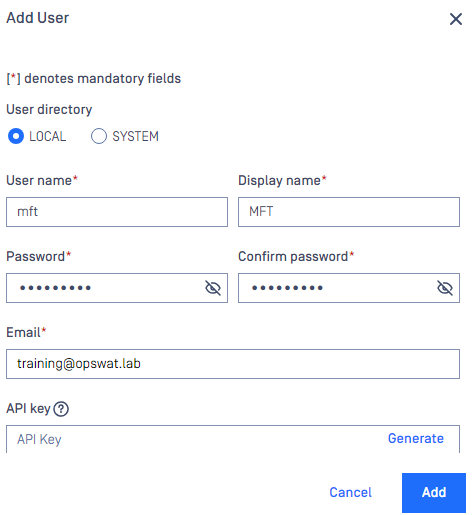 Add User
[*] denotes mandatory fields
User directory
LOCAL SYSTEM
User name* Display name*
mft MFT
Password* Confirm password*
••••••••• •••••••••
Email*
training@opswat.lab
API key ?
API Key Generate
Cancel Add